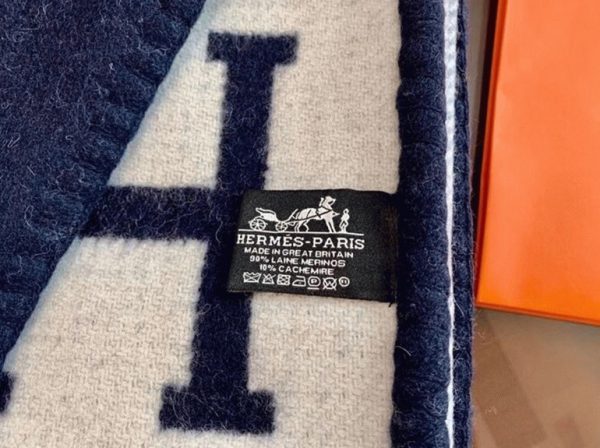 HERMÈS-PARIS
MADE IN GREAT BRITAIN
90% LAINE MERINOS
10% CACHEMIRE